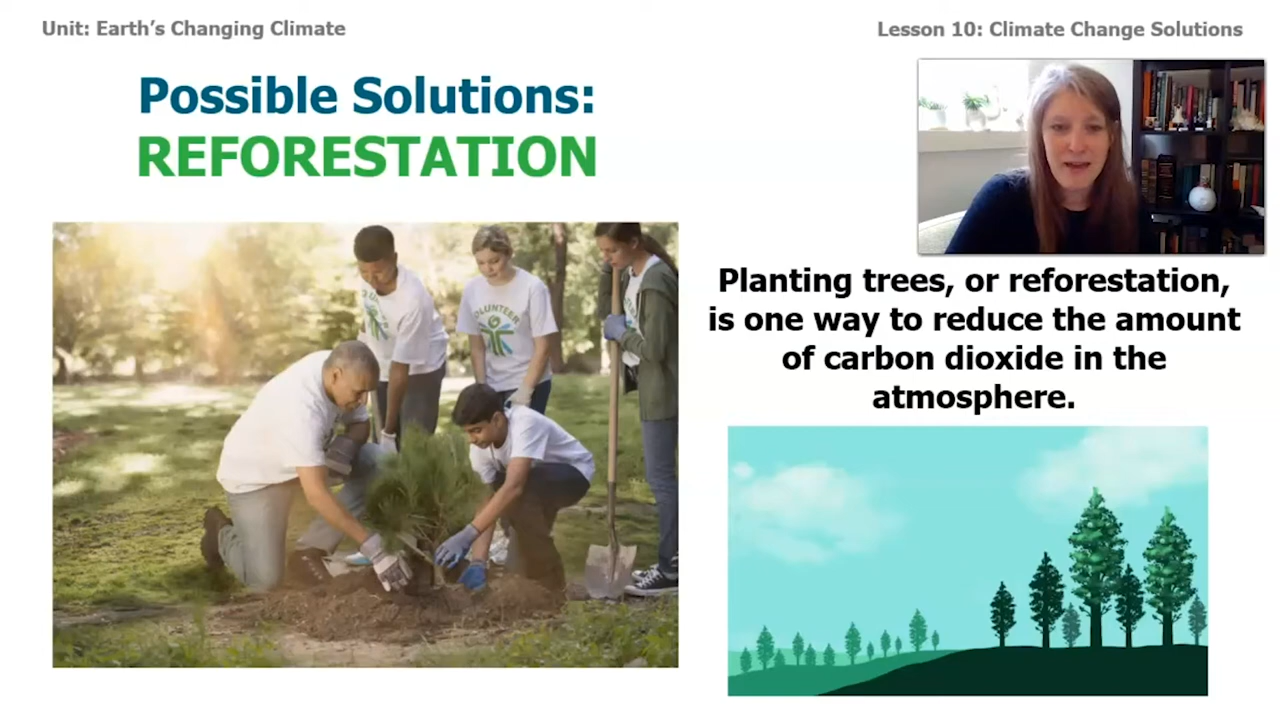 Unit: Earth's Changing Climate
Lesson 10: Climate Change Solutions
Possible Solutions:
REFORESTATION
Planting trees, or reforestation,
is one way to reduce the amount
of carbon dioxide in the
atmosphere.
VOLUNTEER